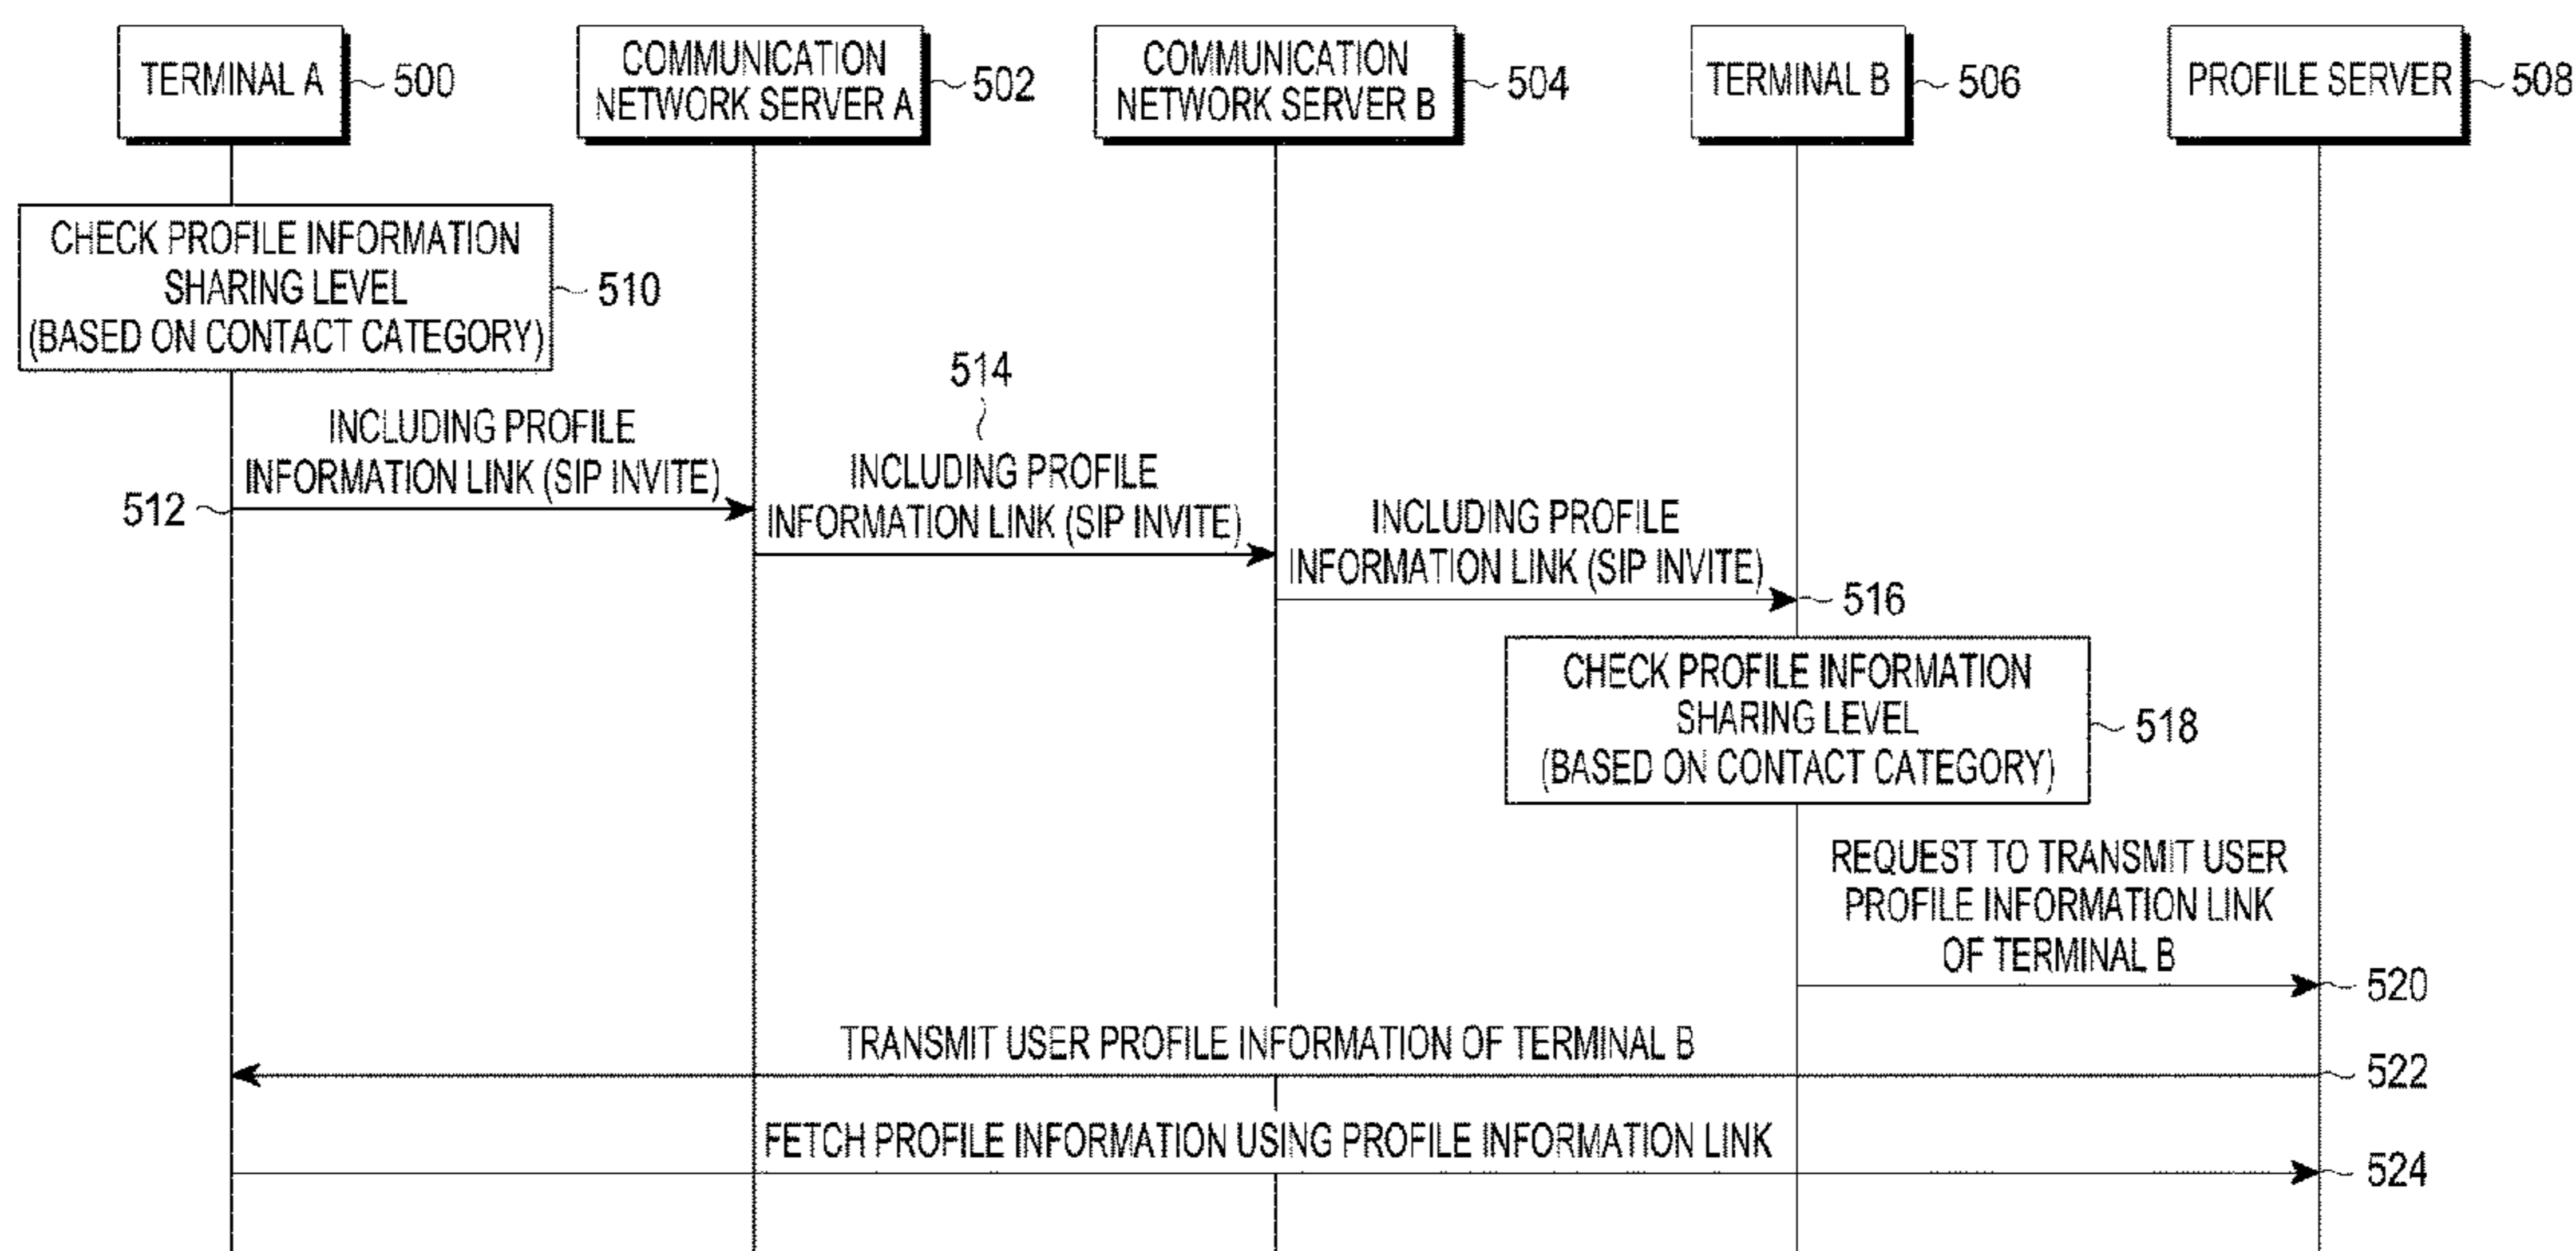 TERMINAL A
500
COMMUNICATION
NETWORK SERVER A
502
COMMUNICATION
NETWORK SERVER B
504
TERMINAL B
506
PROFILE SERVER
508
CHECK PROFILE INFORMATION
SHARING LEVEL
(BASED ON CONTACT CATEGORY)
510
INCLUDING PROFILE
INFORMATION LINK (SIP INVITE)
512
514
INCLUDING PROFILE
INFORMATION LINK (SIP INVITE)
INCLUDING PROFILE
INFORMATION LINK (SIP INVITE)
516
CHECK PROFILE INFORMATION
SHARING LEVEL
(BASED ON CONTACT CATEGORY)
518
REQUEST TO TRANSMIT USER
PROFILE INFORMATION LINK
OF TERMINAL B
520
TRANSMIT USER PROFILE INFORMATION OF TERMINAL B
522
FETCH PROFILE INFORMATION USING PROFILE INFORMATION LINK
524